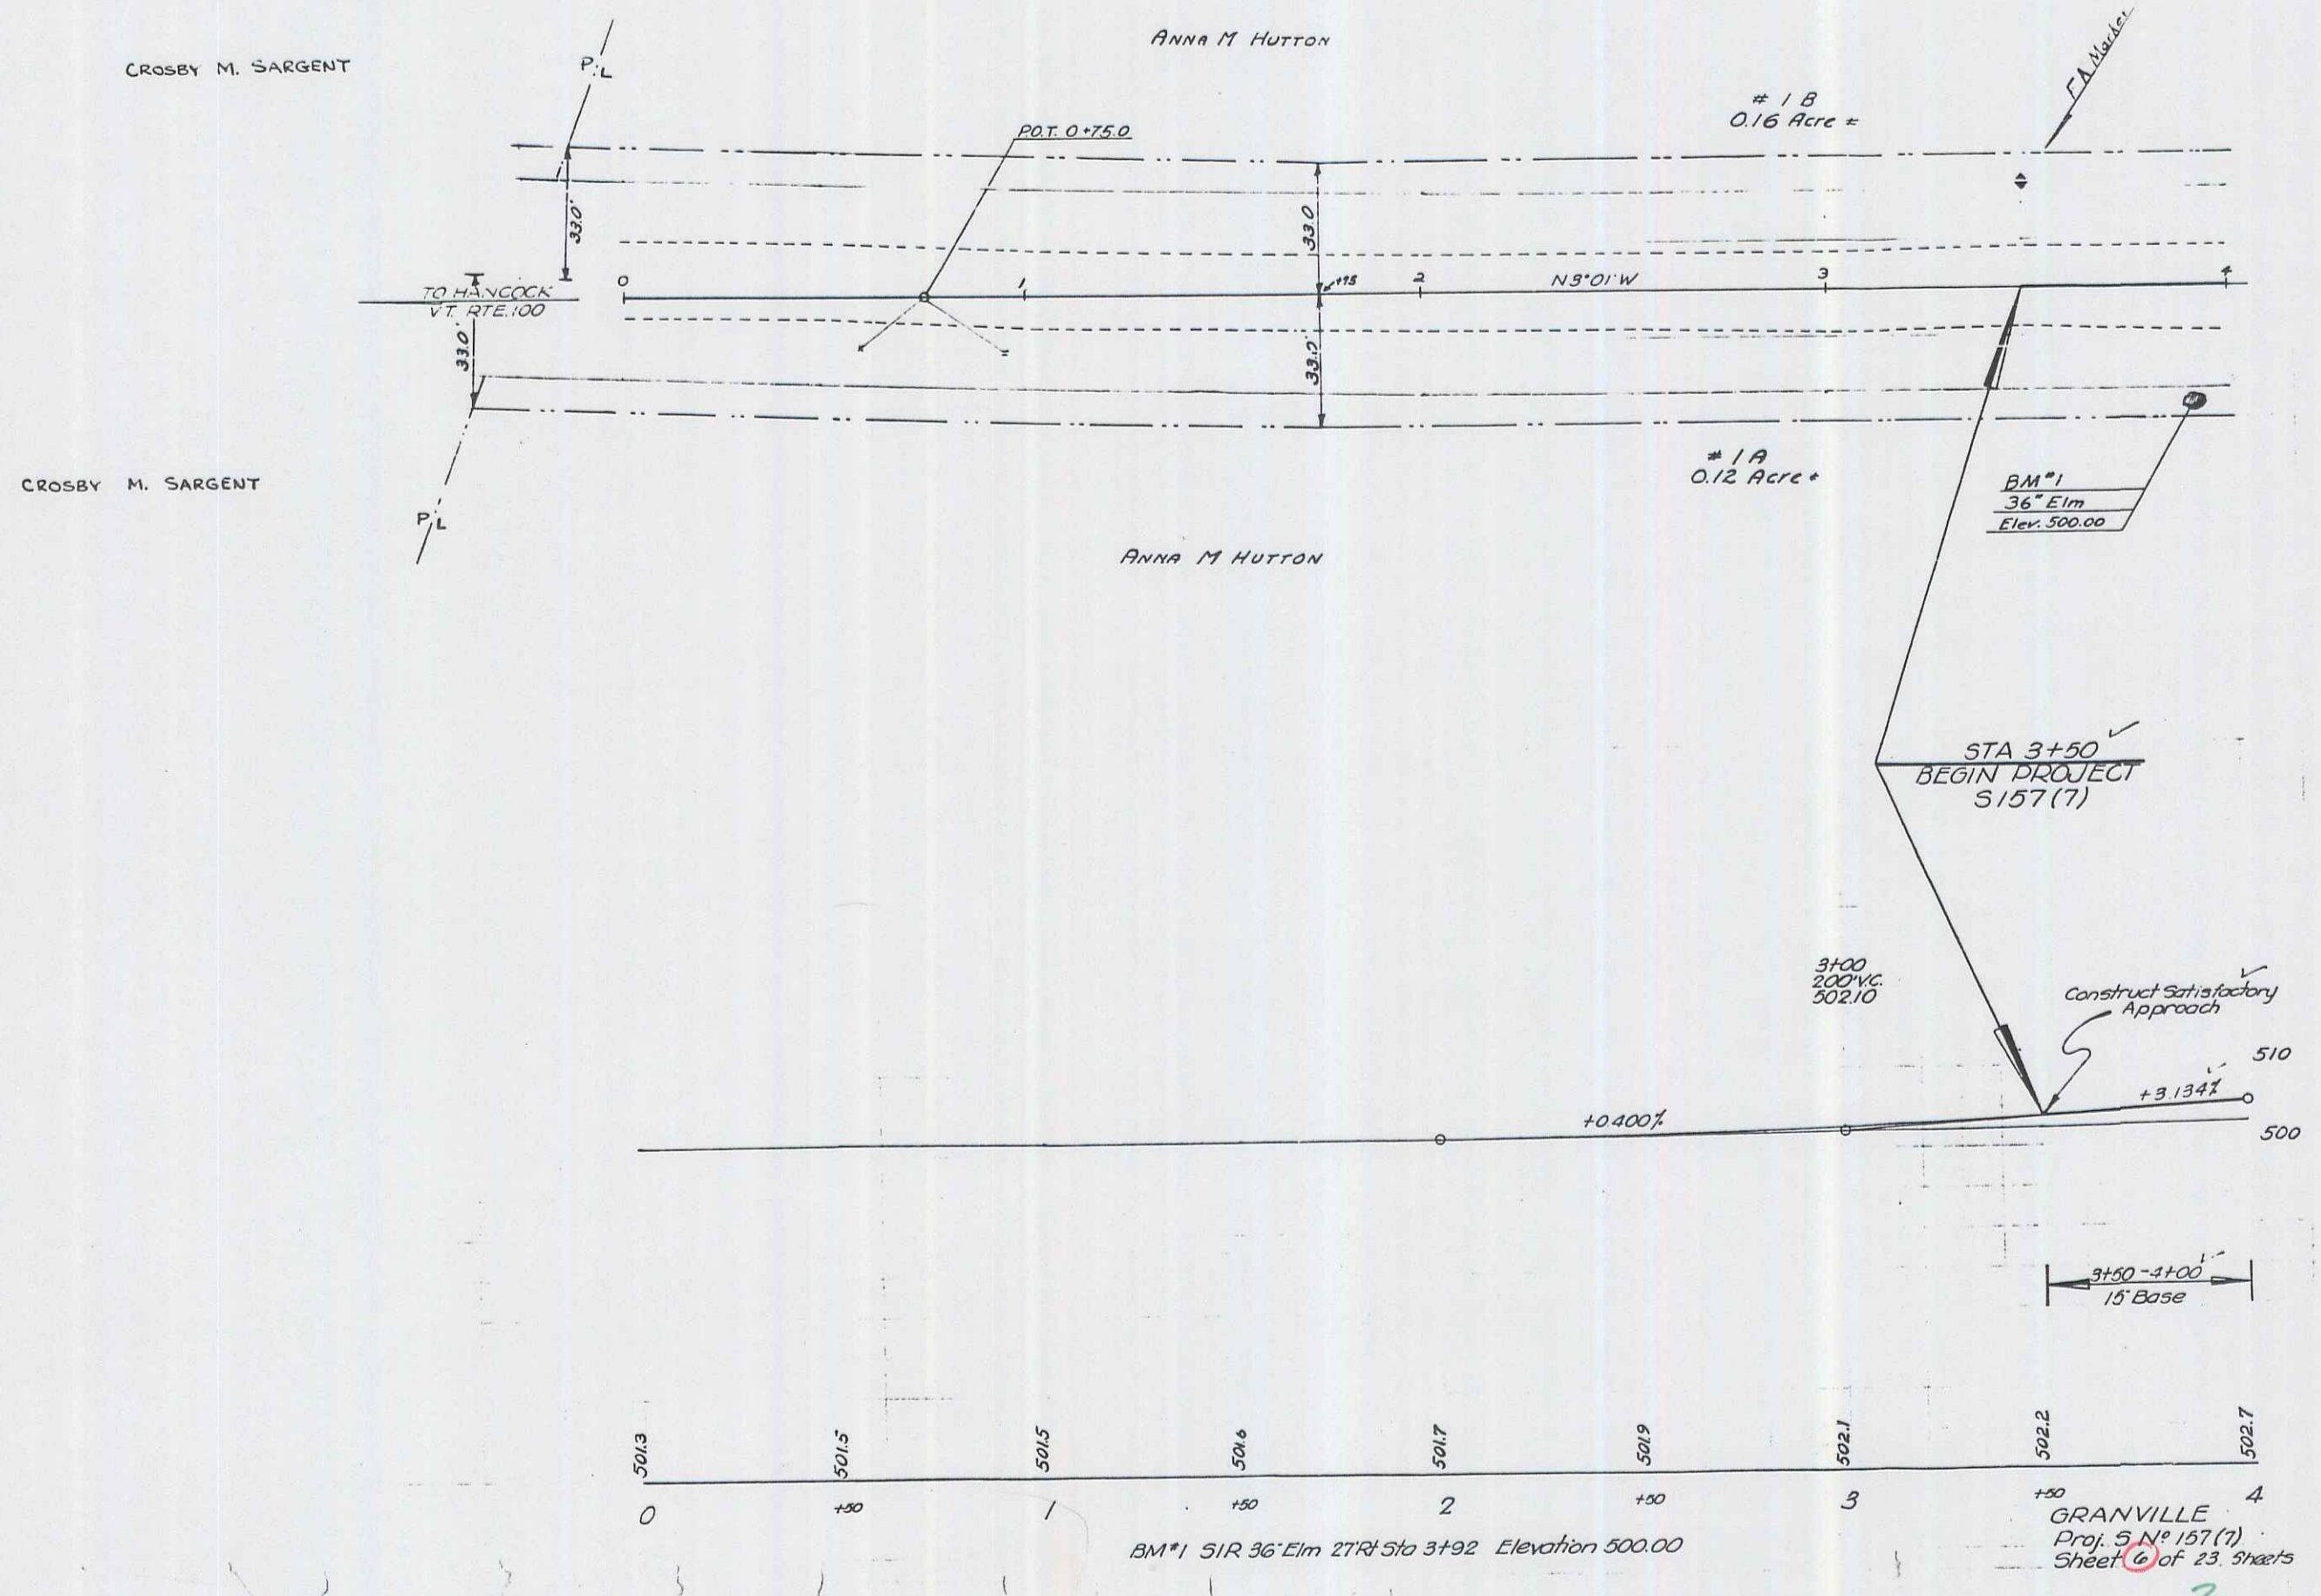 ANNA M HUTTON
CROSBY M. SARGENT
P.L
F.A Marker
# 1 B
0.16 Acre ±
P.O.T. 0+75.0
33.0'
33.0
TO HANCOCK
VT. RTE. 100
0
1
+75
2
N9°01'W
3
4
33.0'
33.0'
# 1 A
0.12 Acre ±
CROSBY M. SARGENT
P.L
BM #1
36" Elm
Elev. 500.00
ANNA M HUTTON
STA 3+50
BEGIN PROJECT
S157(7)
3+00
200' V.C.
502.10
Construct Satisfactory
Approach
510
+3.134%
+0.400%
500
3+50-4+00
15" Base
501.3
501.5
501.5
501.6
501.7
501.9
502.1
502.2
502.7
0
+50
1
+50
2
+50
3
+50
4
GRANVILLE
Proj. S Nº 157(7)
Sheet 6 of 23 Sheets
BM #1 SIR 36" Elm 27' Rt Sta 3+92 Elevation 500.00